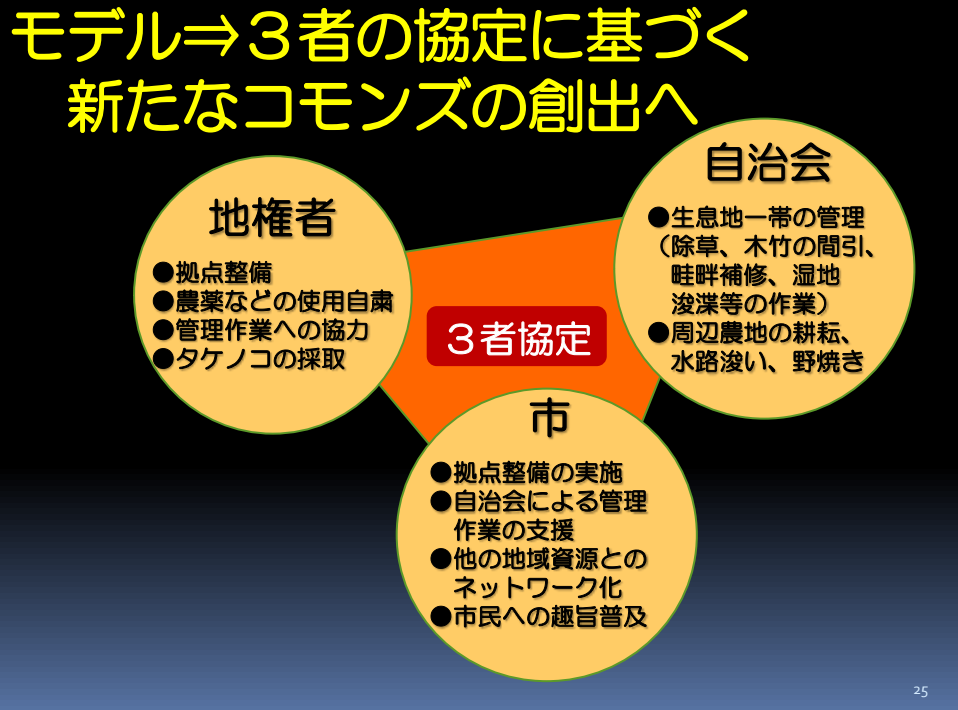 モデル⇒３者の協定に基づく
新たなコモンズの創出へ
地権者
●拠点整備
●農薬などの使用自粛
●管理作業への協力
●タケノコの採取
自治会
●生息地一帯の管理
（除草、木竹の間引、
畦畔補修、湿地
浚渫等の作業）
●周辺農地の耕耘、
水路浚い、野焼き
３者協定
市
●拠点整備の実施
●自治会による管理
作業の支援
●他の地域資源との
ネットワーク化
●市民への趣旨普及
25